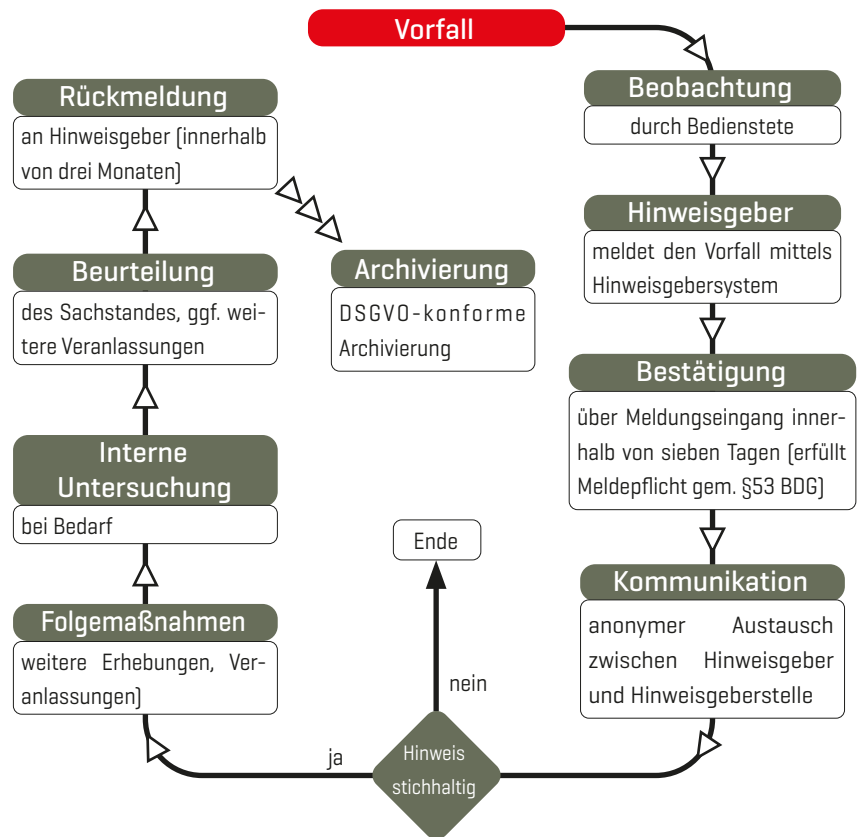 Vorfall
Beobachtung
durch Bedienstete
Hinweisgeber
meldet den Vorfall mittels
Hinweisgebersystem
Bestätigung
über Meldungseingang inner-
halb von sieben Tagen (erfüllt
Meldepflicht gem. §53 BDG)
Kommunikation
anonymer Austausch
zwischen Hinweisgeber
und Hinweisgeberstelle
Hinweis
stichhaltig
nein
Ende
ja
Folgemaßnahmen
weitere Erhebungen, Ver-
anlassungen)
Interne
Untersuchung
bei Bedarf
Beurteilung
des Sachstandes, ggf. wei-
tere Veranlassungen
Rückmeldung
an Hinweisgeber (innerhalb
von drei Monaten)
Archivierung
DSGVO-konforme
Archivierung